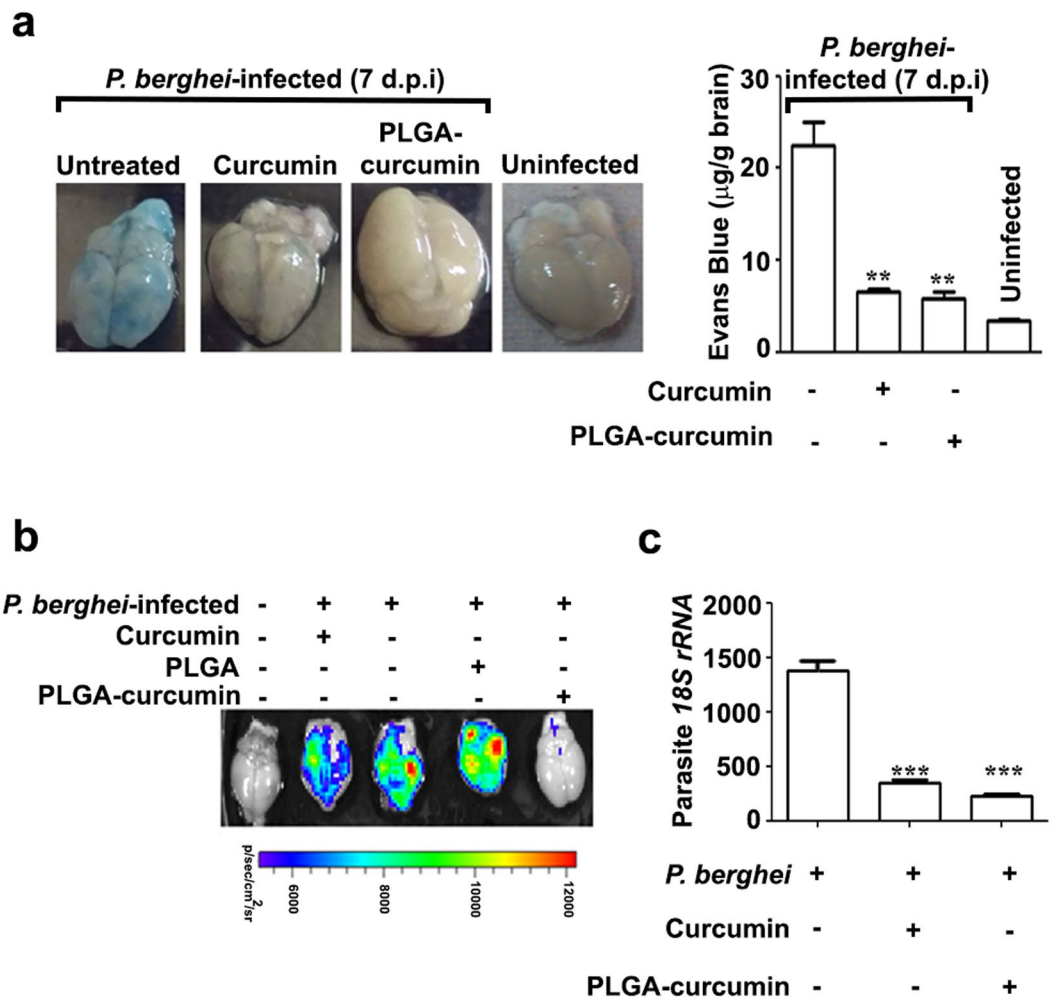 a
P. berghei-infected (7 d.p.i)
Untreated
Curcumin
PLGA-
curcumin
Uninfected
P. berghei-
infected (7 d.p.i)
Evans Blue (µg/g brain)
30
20
10
0
**
**
Uninfected
Curcumin - + -
PLGA-curcumin - - +
b
P. berghei-infected - + + + +
Curcumin - + - - -
PLGA - - - + -
PLGA-curcumin - - - - +
p/sec/cm²/sr
6000
8000
10000
12000
c
Parasite 18S rRNA
2000
1500
1000
500
0
***
***
P. berghei + + +
Curcumin - + -
PLGA-curcumin - - +